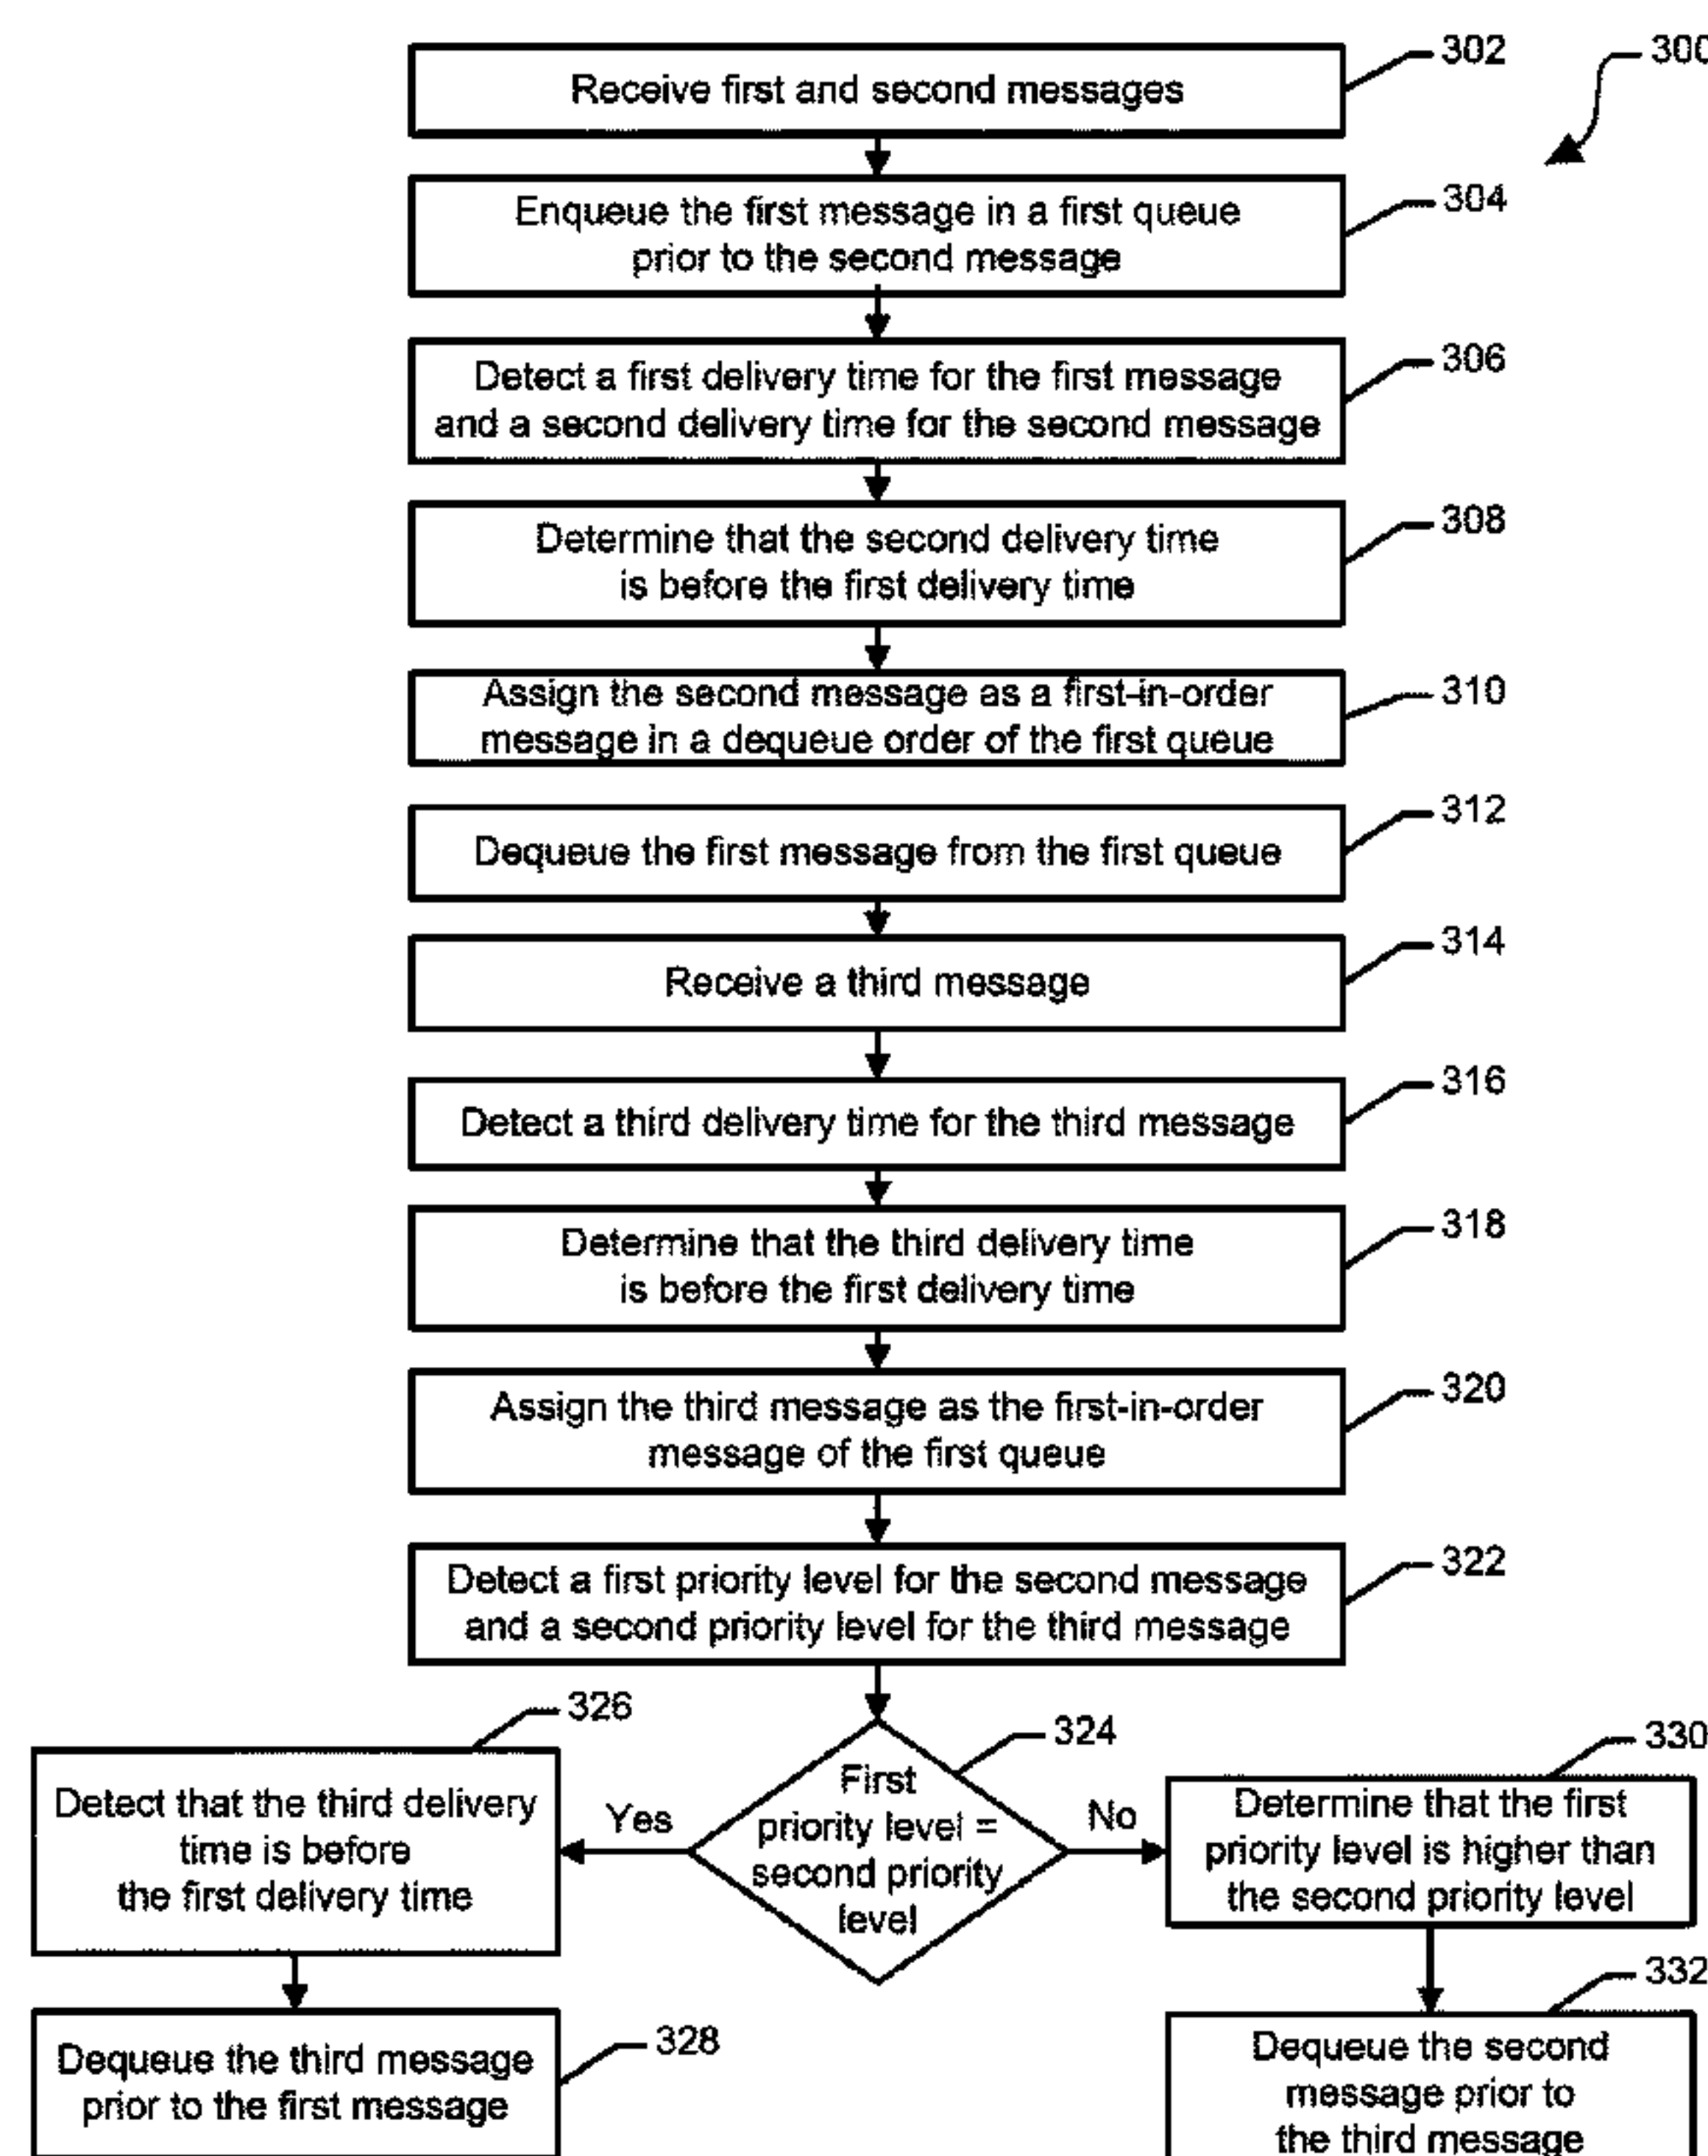 302
300
Receive first and second messages
304
Enqueue the first message in a first queue
prior to the second message
306
Detect a first delivery time for the first message
and a second delivery time for the second message
308
Determine that the second delivery time
is before the first delivery time
310
Assign the second message as a first-in-order
message in a dequeue order of the first queue
312
Dequeue the first message from the first queue
314
Receive a third message
316
Detect a third delivery time for the third message
318
Determine that the third delivery time
is before the first delivery time
320
Assign the third message as the first-in-order
message of the first queue
322
Detect a first priority level for the second message
and a second priority level for the third message
326
324
330
Detect that the third delivery
time is before
the first delivery time
Yes
First
priority level =
second priority
level
No
Determine that the first
priority level is higher than
the second priority level
328
332
Dequeue the third message
prior to the first message
Dequeue the second
message prior to
the third message